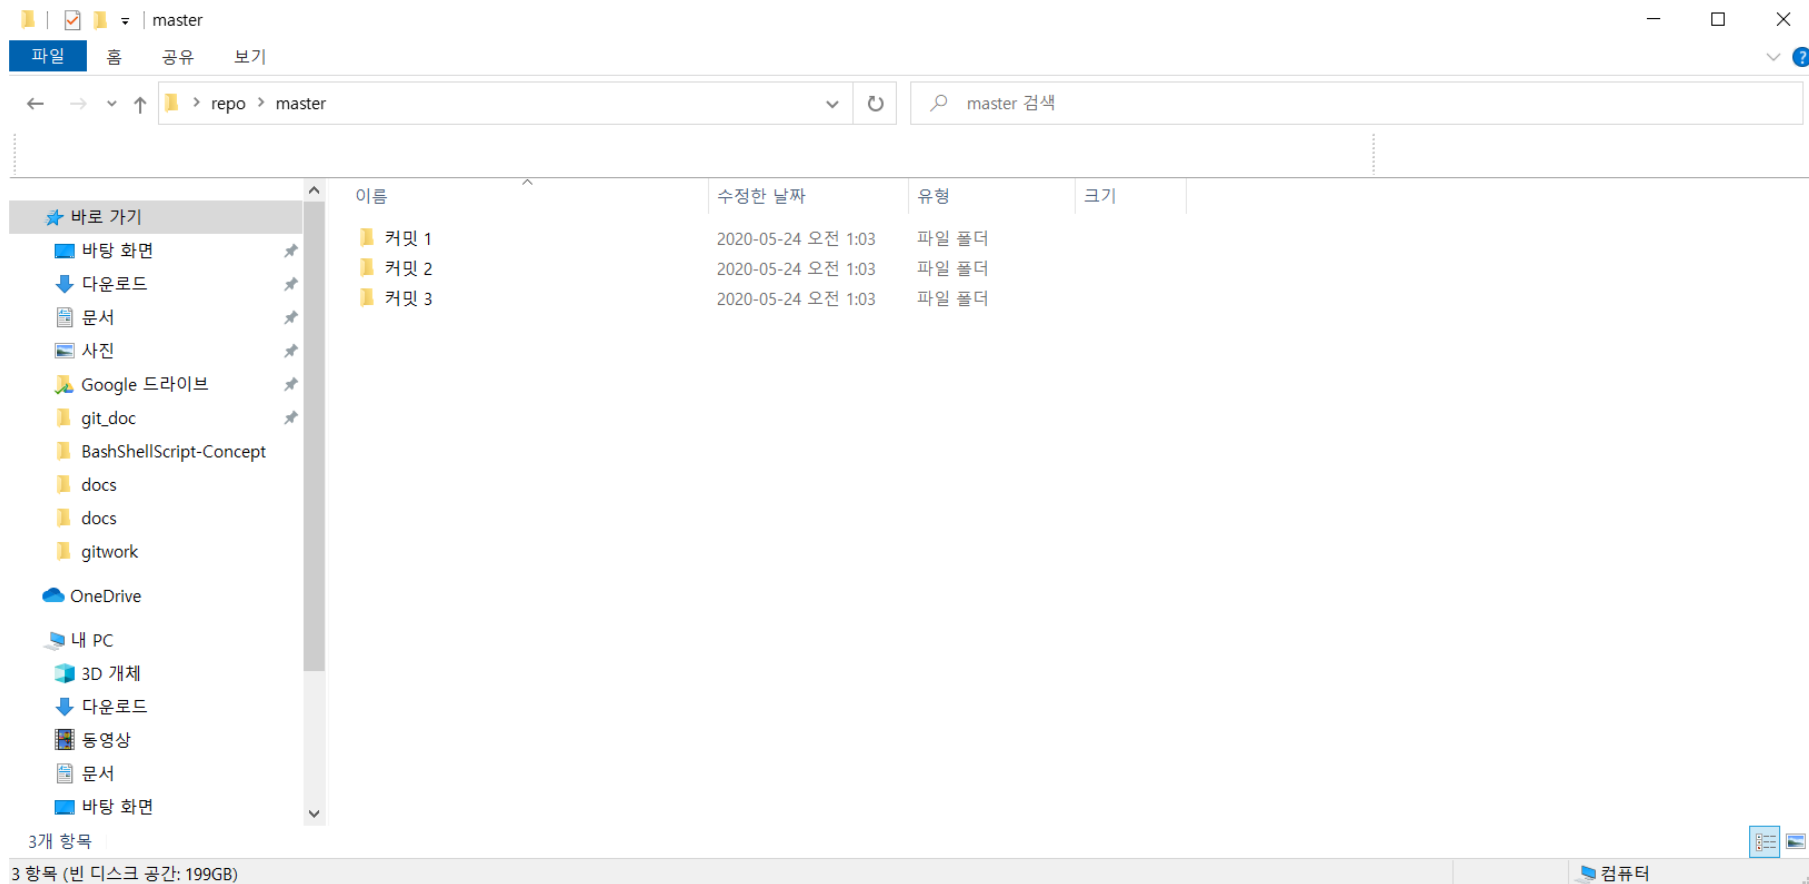 master
파일 홈 공유 보기
repo master
master 검색
이름 수정한 날짜 유형 크기
커밋 1 2020-05-24 오전 1:03 파일 폴더
커밋 2 2020-05-24 오전 1:03 파일 폴더
커밋 3 2020-05-24 오전 1:03 파일 폴더
바로 가기
바탕 화면
다운로드
문서
사진
Google 드라이브
git_doc
BashShellScript-Concept
docs
docs
gitwork
OneDrive
내 PC
3D 개체
다운로드
동영상
문서
바탕 화면
3개 항목
3 항목 (빈 디스크 공간: 199GB) 컴퓨터